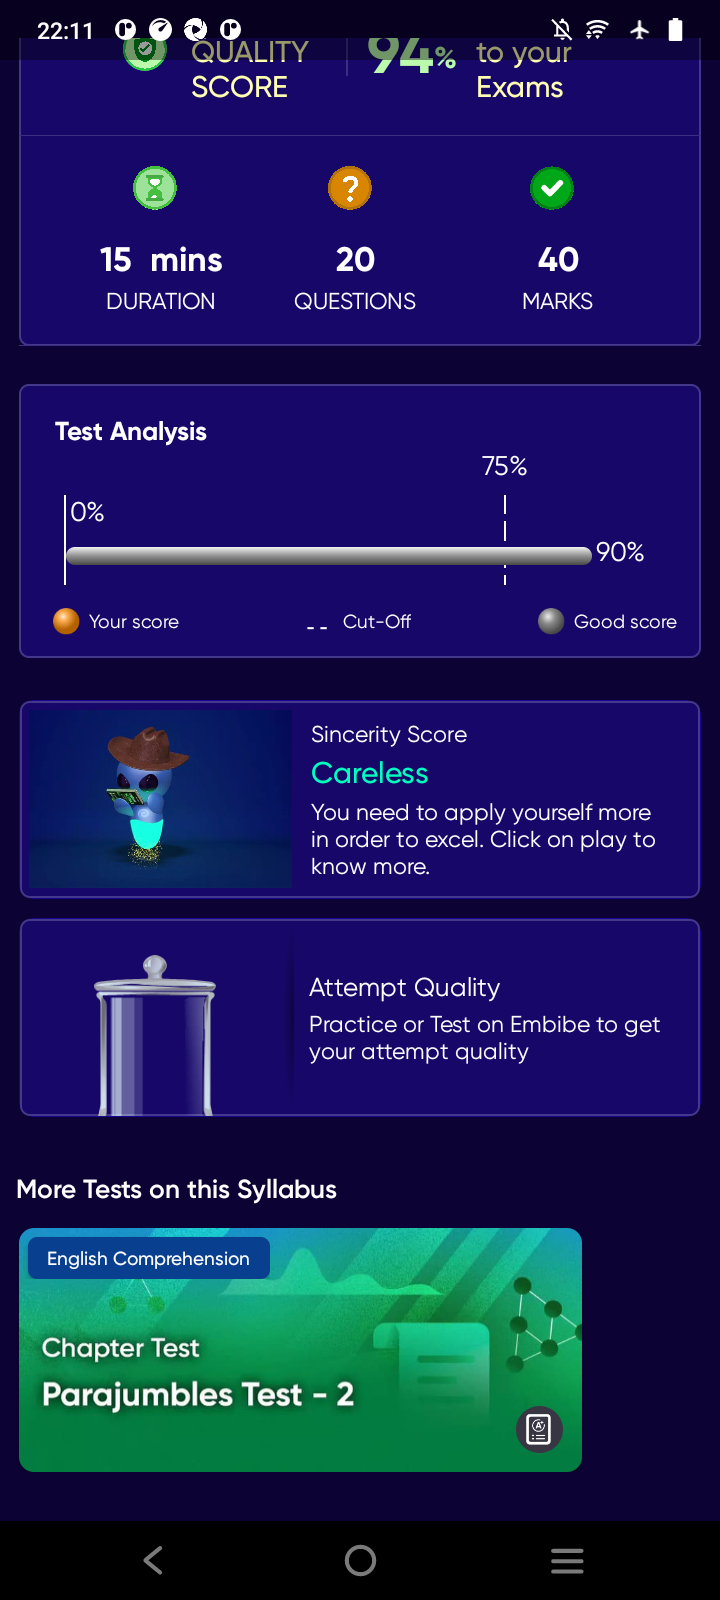 22:11
QUALITY
SCORE
94%
to your
Exams
15 mins
DURATION
20
QUESTIONS
40
MARKS
Test Analysis
75%
0%
90%
Your score
-- Cut-Off
Good score
Sincerity Score
Careless
You need to apply yourself more
in order to excel. Click on play to
know more.
Attempt Quality
Practice or Test on Embibe to get
your attempt quality
More Tests on this Syllabus
English Comprehension
Chapter Test
Parajumbles Test - 2